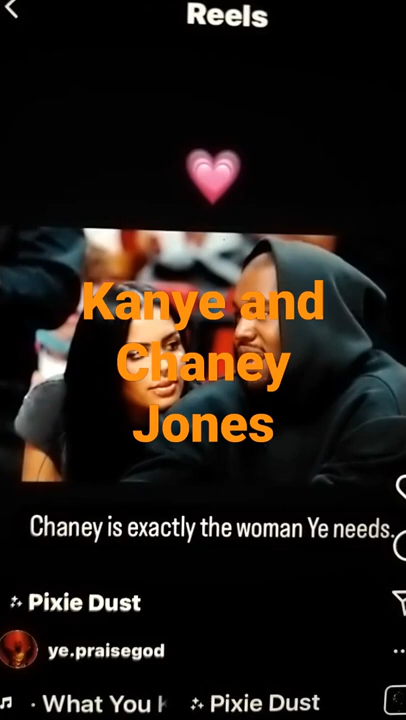 Reels
Kanye and
Chaney
Jones
Chaney is exactly the woman Ye needs.
Pixie Dust
ye.praisegod
· What You
Pixie Dust